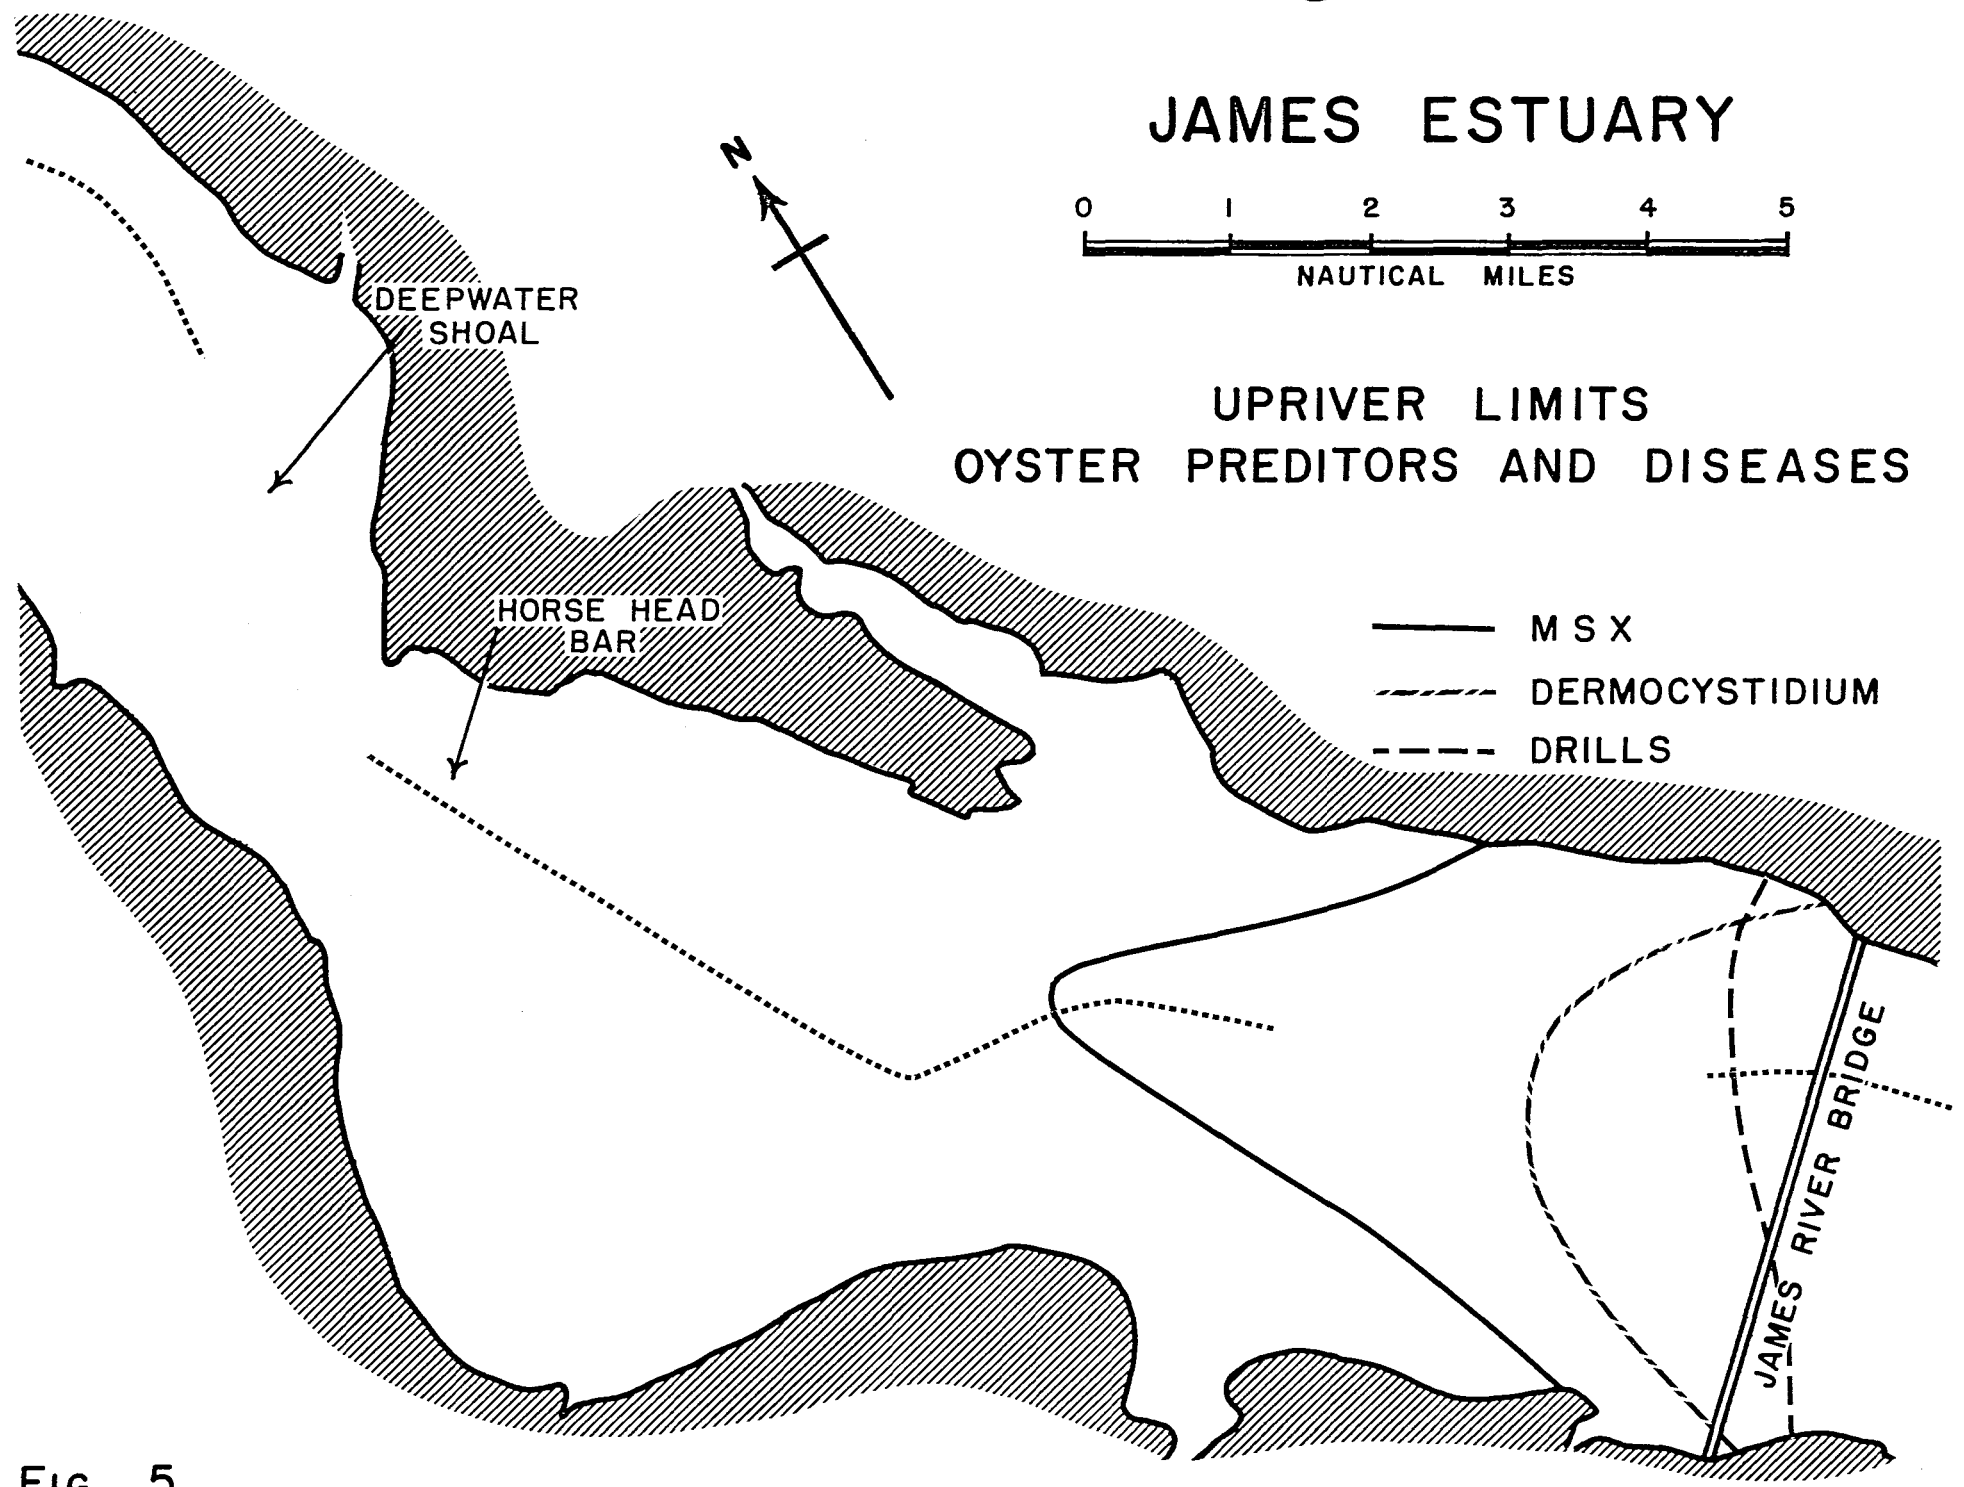 JAMES ESTUARY
N
0 1 2 3 4 5
NAUTICAL MILES
DEEPWATER
SHOAL
UPRIVER LIMITS
OYSTER PREDITORS AND DISEASES
HORSE HEAD
BAR
MSX
DERMOCYSTIDIUM
DRILLS
JAMES RIVER BRIDGE
FIG. 5